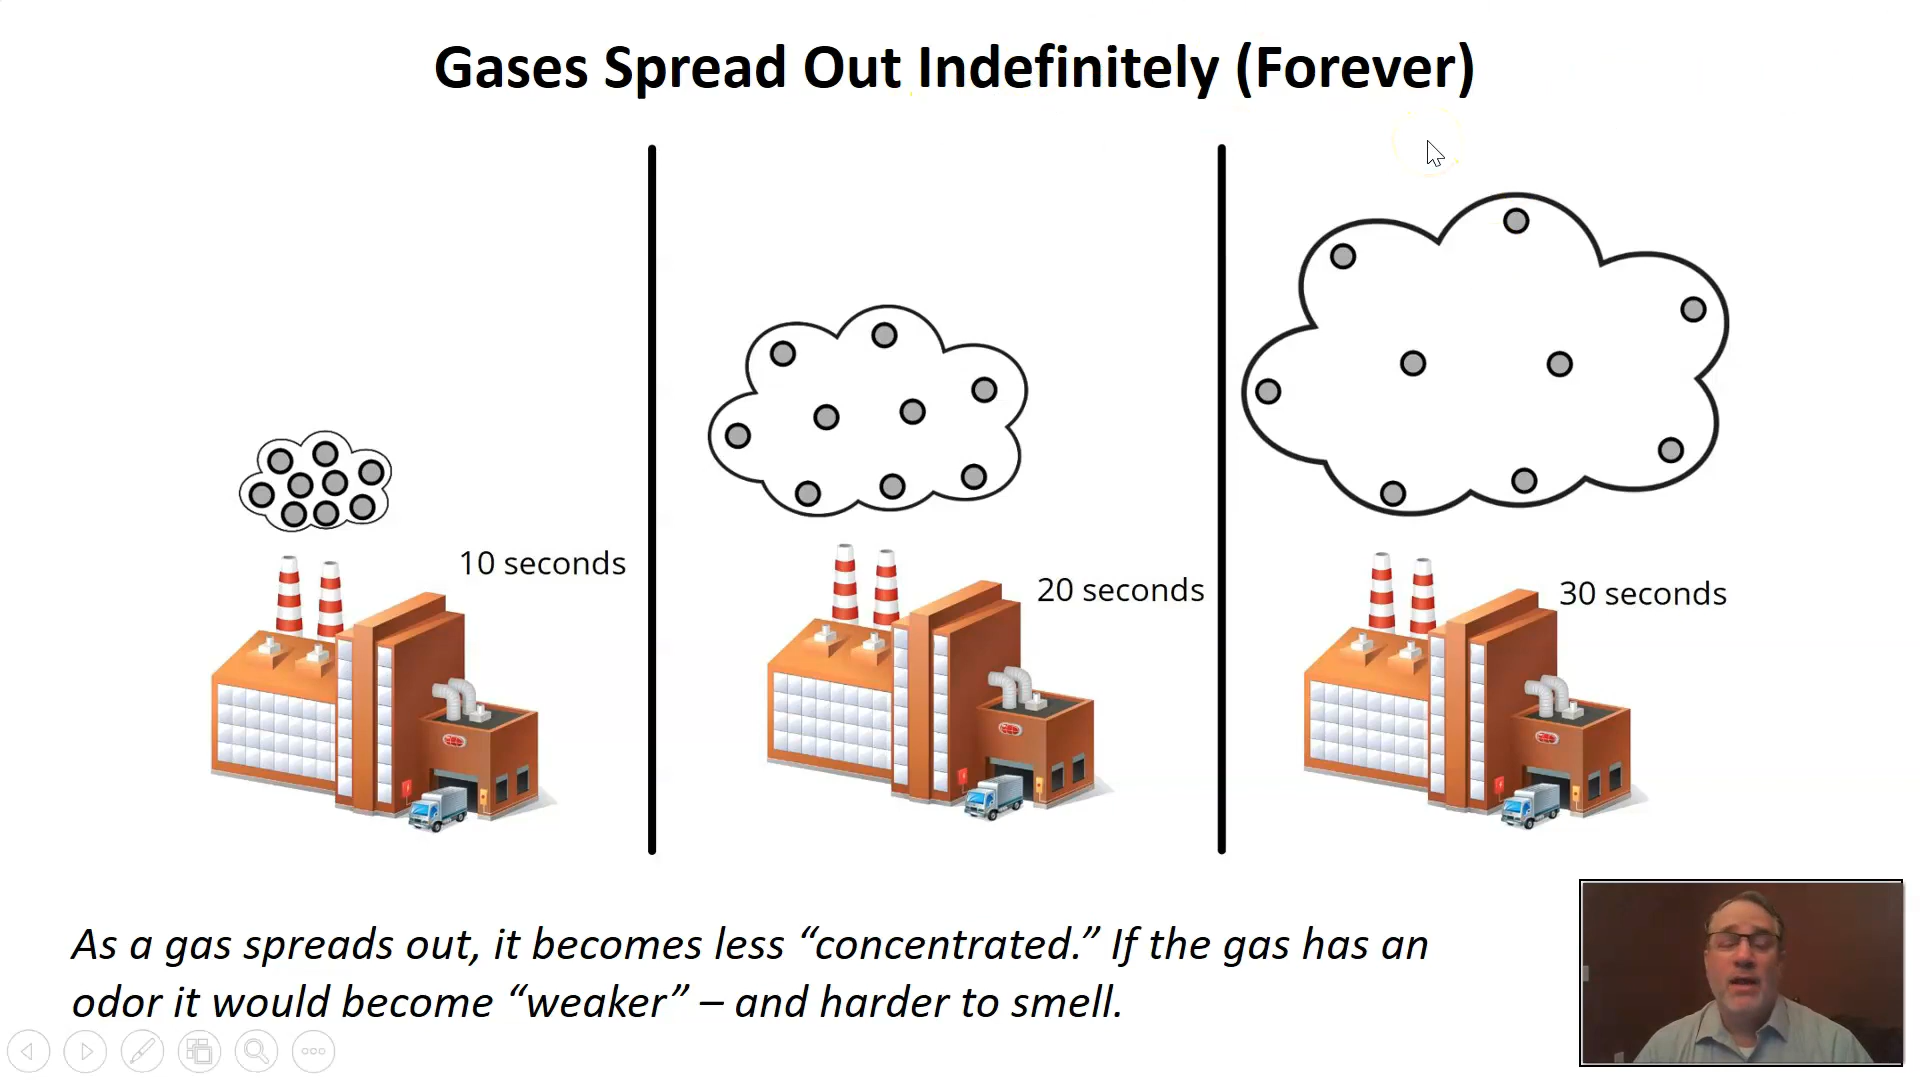 Gases Spread Out Indefinitely (Forever)
10 seconds
20 seconds
30 seconds
As a gas spreads out, it becomes less “concentrated.” If the gas has an
odor it would become “weaker” – and harder to smell.